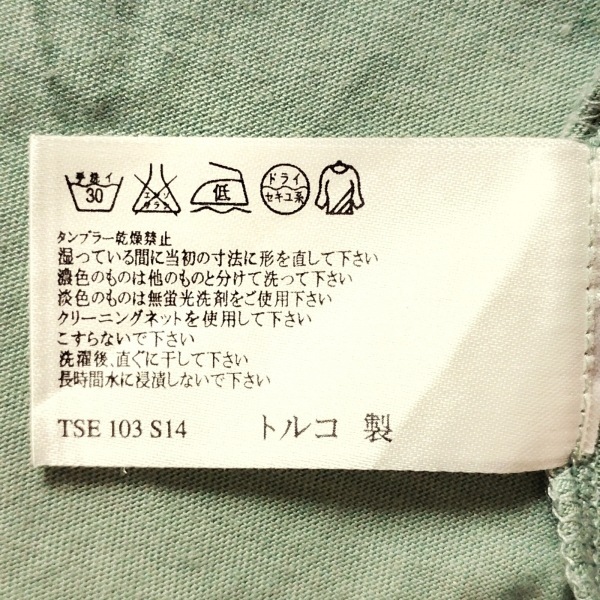 手洗イ 30 エンソ サラシ 低 ドライ セキユ系
タンブラー乾燥禁止
湿っている間に当初の寸法に形を直して下さい
濃色のものは他のものと分けて洗って下さい
淡色のものは無蛍光洗剤をご使用下さい
クリーニングネットを使用して下さい
こすらないで下さい
洗濯後、直ぐに干して下さい
長時間水に浸漬しないで下さい
TSE 103 S14 トルコ 製